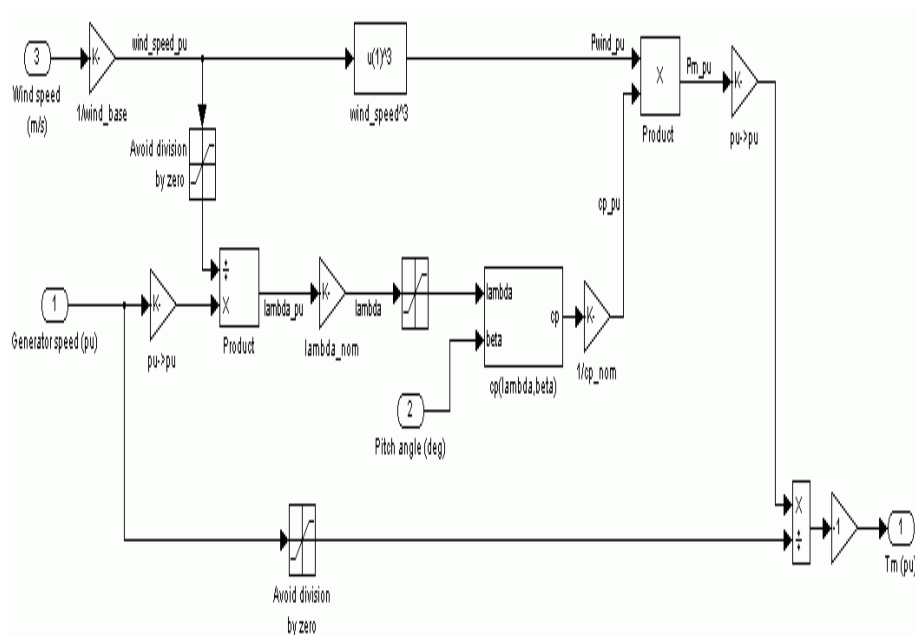 3
Wind speed
(m/s)
K-
1/wind_base
wind_speed_pu
u(1)^3
wind_speed^3
Pwind_pu
X
Product
Pm_pu
K-
pu->pu
Avoid division
by zero
cp_pu
1
Generator speed (pu)
K-
pu->pu
÷
X
Product
lambda_pu
K-
lambda_nom
lambda
lambda
beta
cp
cp(lambda,beta)
K-
1/cp_nom
2
Pitch angle (deg)
Avoid division
by zero
X
÷
-1
1
Tm (pu)